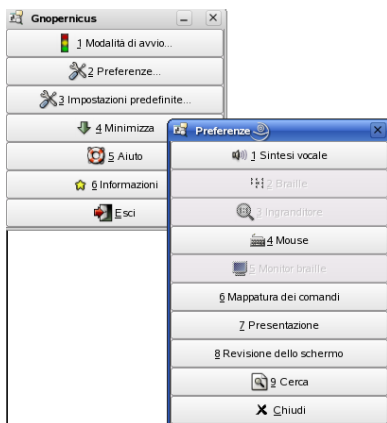 Gnopernicus
1 Modalità di avvio...
2 Preferenze...
3 Impostazioni predefinite...
4 Minimizza
5 Aiuto
6 Informazioni
Esci
Preferenze
1 Sintesi vocale
2 Braille
3 Ingranditore
4 Mouse
5 Monitor braille
6 Mappatura dei comandi
7 Presentazione
8 Revisione dello schermo
9 Cerca
Chiudi